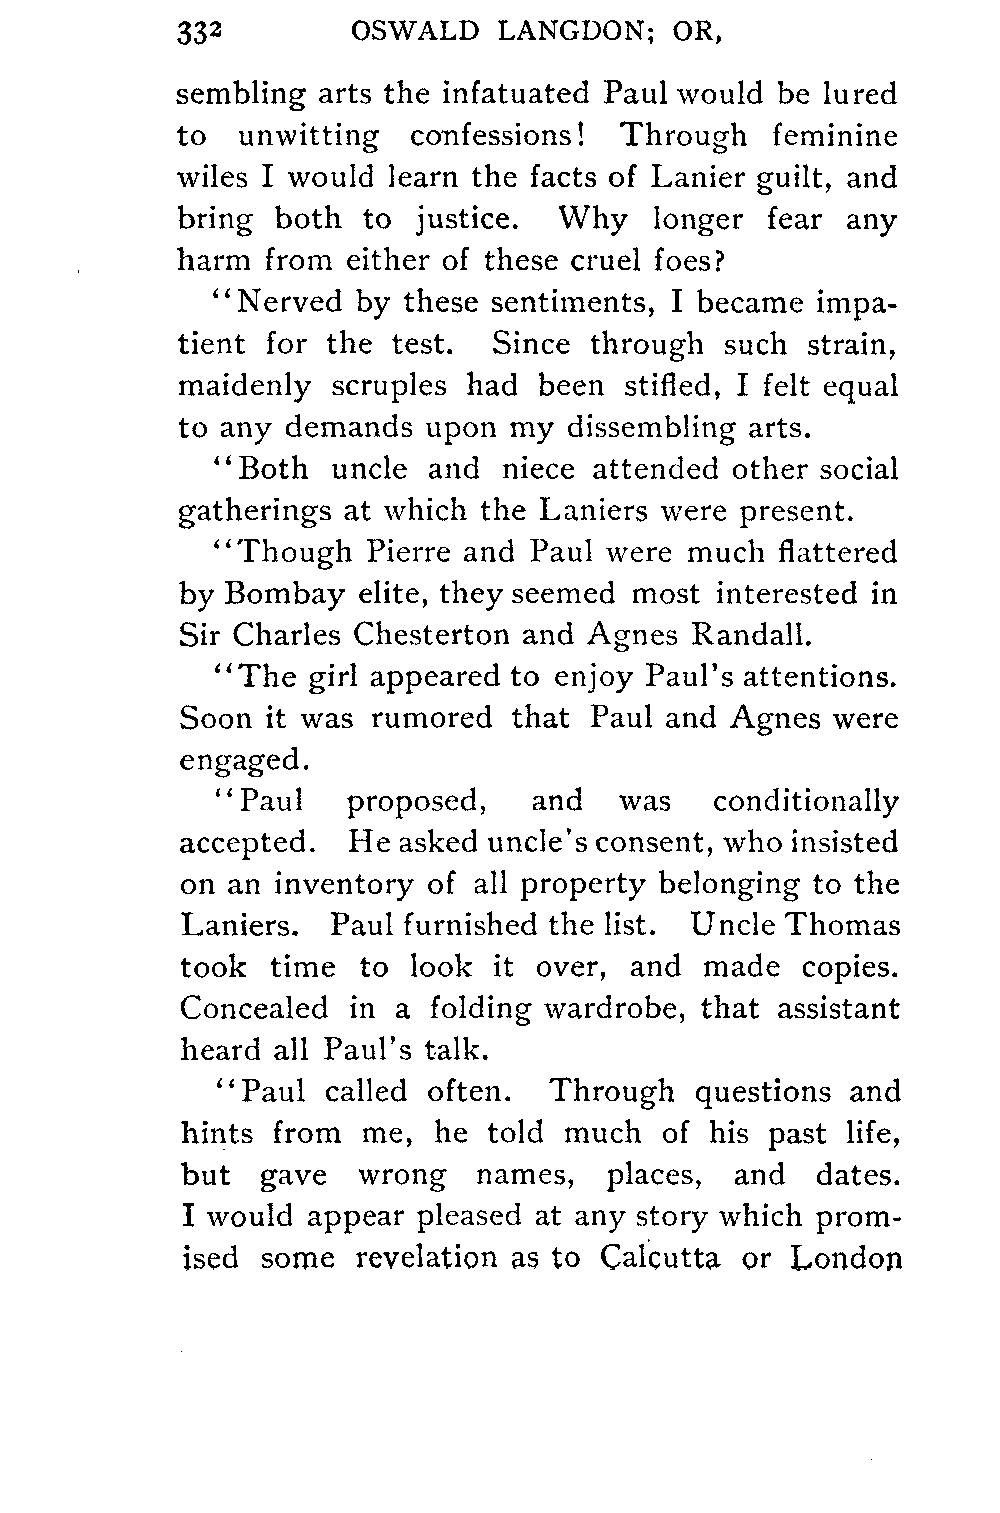 332 OSWALD LANGDON; OR,
sembling arts the infatuated Paul would be lured
to unwitting confessions! Through feminine
wiles I would learn the facts of Lanier guilt, and
bring both to justice. Why longer fear any
harm from either of these cruel foes?
"Nerved by these sentiments, I became impa-
tient for the test. Since through such strain,
maidenly scruples had been stifled, I felt equal
to any demands upon my dissembling arts.
"Both uncle and niece attended other social
gatherings at which the Laniers were present.
"Though Pierre and Paul were much flattered
by Bombay elite, they seemed most interested in
Sir Charles Chesterton and Agnes Randall.
"The girl appeared to enjoy Paul's attentions.
Soon it was rumored that Paul and Agnes were
engaged.
"Paul proposed, and was conditionally
accepted. He asked uncle's consent, who insisted
on an inventory of all property belonging to the
Laniers. Paul furnished the list. Uncle Thomas
took time to look it over, and made copies.
Concealed in a folding wardrobe, that assistant
heard all Paul's talk.
"Paul called often. Through questions and
hints from me, he told much of his past life,
but gave wrong names, places, and dates.
I would appear pleased at any story which prom-
ised some revelation as to Calcutta or London